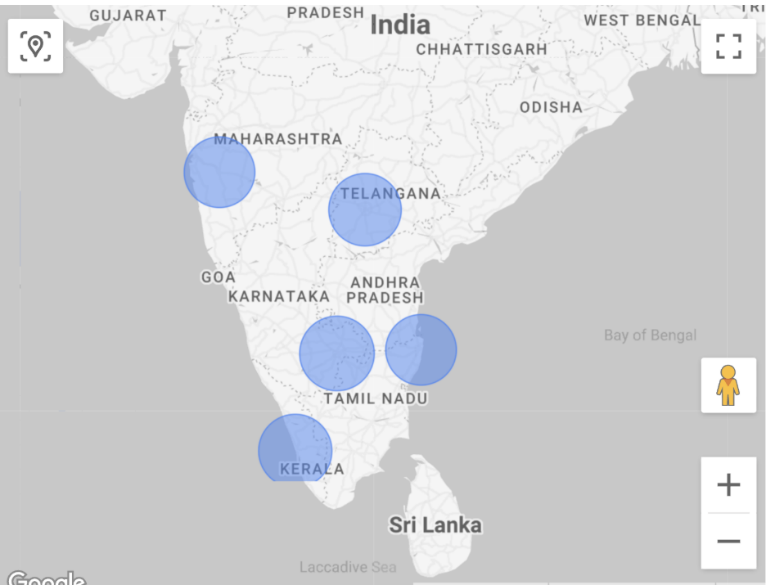 GUJARAT
PRADESH
India
WEST BENGAL
CHHATTISGARH
ODISHA
MAHARASHTRA
TELANGANA
GOA
KARNATAKA
ANDHRA
PRADESH
Bay of Bengal
TAMIL NADU
KERALA
Sri Lanka
Laccadive Sea
Google